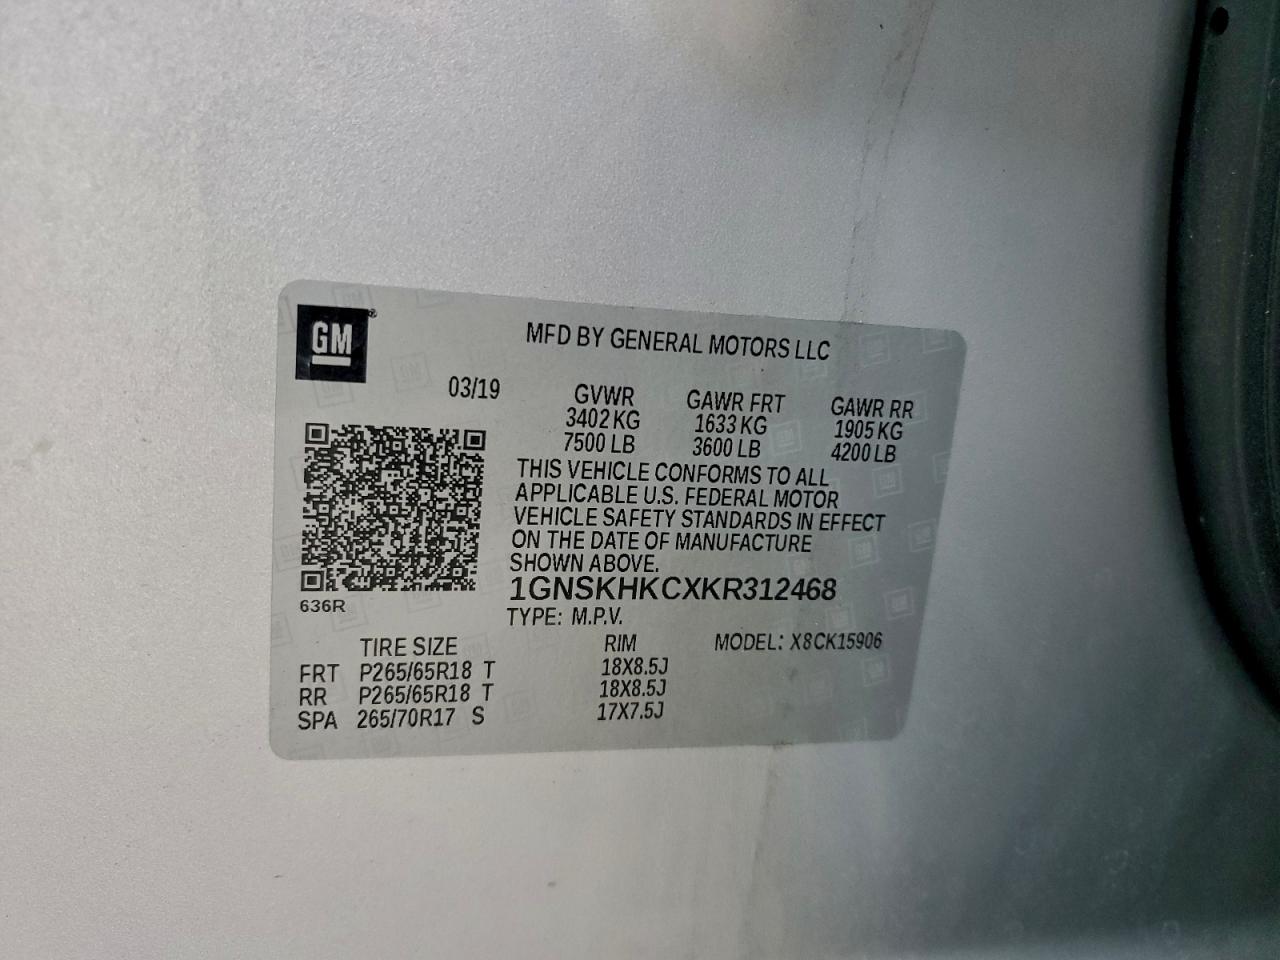 GM®
MFD BY GENERAL MOTORS LLC
03/19
GVWR GAWR FRT GAWR RR
3402 KG 1633 KG 1905 KG
7500 LB 3600 LB 4200 LB
THIS VEHICLE CONFORMS TO ALL
APPLICABLE U.S. FEDERAL MOTOR
VEHICLE SAFETY STANDARDS IN EFFECT
ON THE DATE OF MANUFACTURE
SHOWN ABOVE.
1GNSKHKCXKR312468
636R
TYPE: M.P.V.
TIRE SIZE RIM MODEL: X8CK15906
FRT P265/65R18 T 18X8.5J
RR P265/65R18 T 18X8.5J
SPA 265/70R17 S 17X7.5J